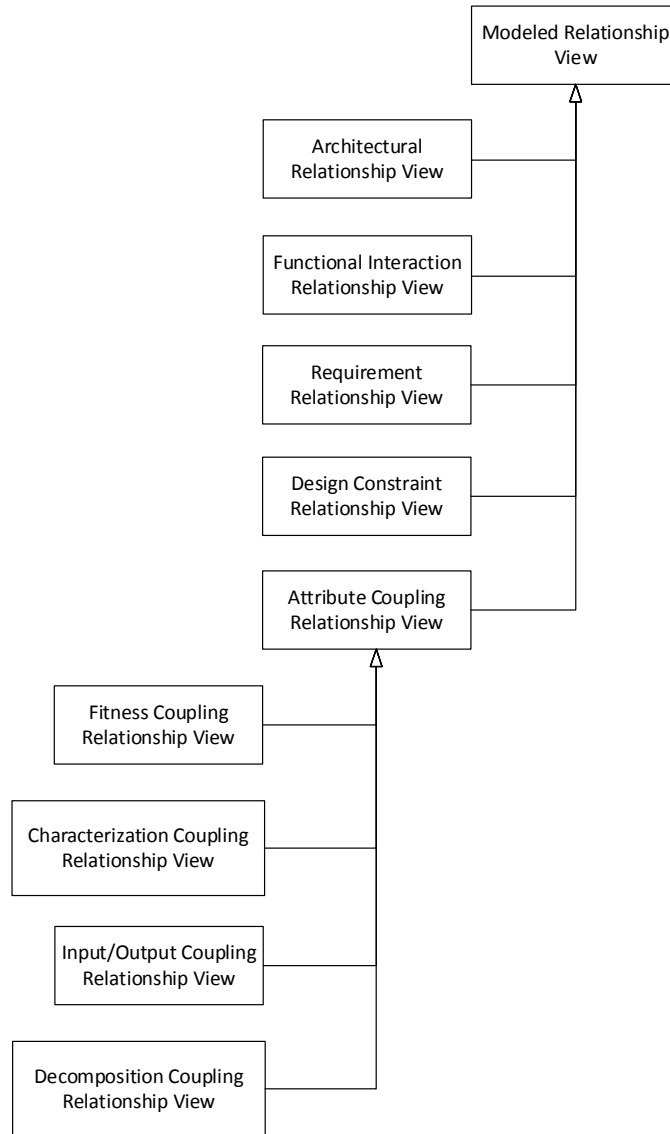 Modeled Relationship
View
Architectural
Relationship View
Functional Interaction
Relationship View
Requirement
Relationship View
Design Constraint
Relationship View
Attribute Coupling
Relationship View
Fitness Coupling
Relationship View
Characterization Coupling
Relationship View
Input/Output Coupling
Relationship View
Decomposition Coupling
Relationship View